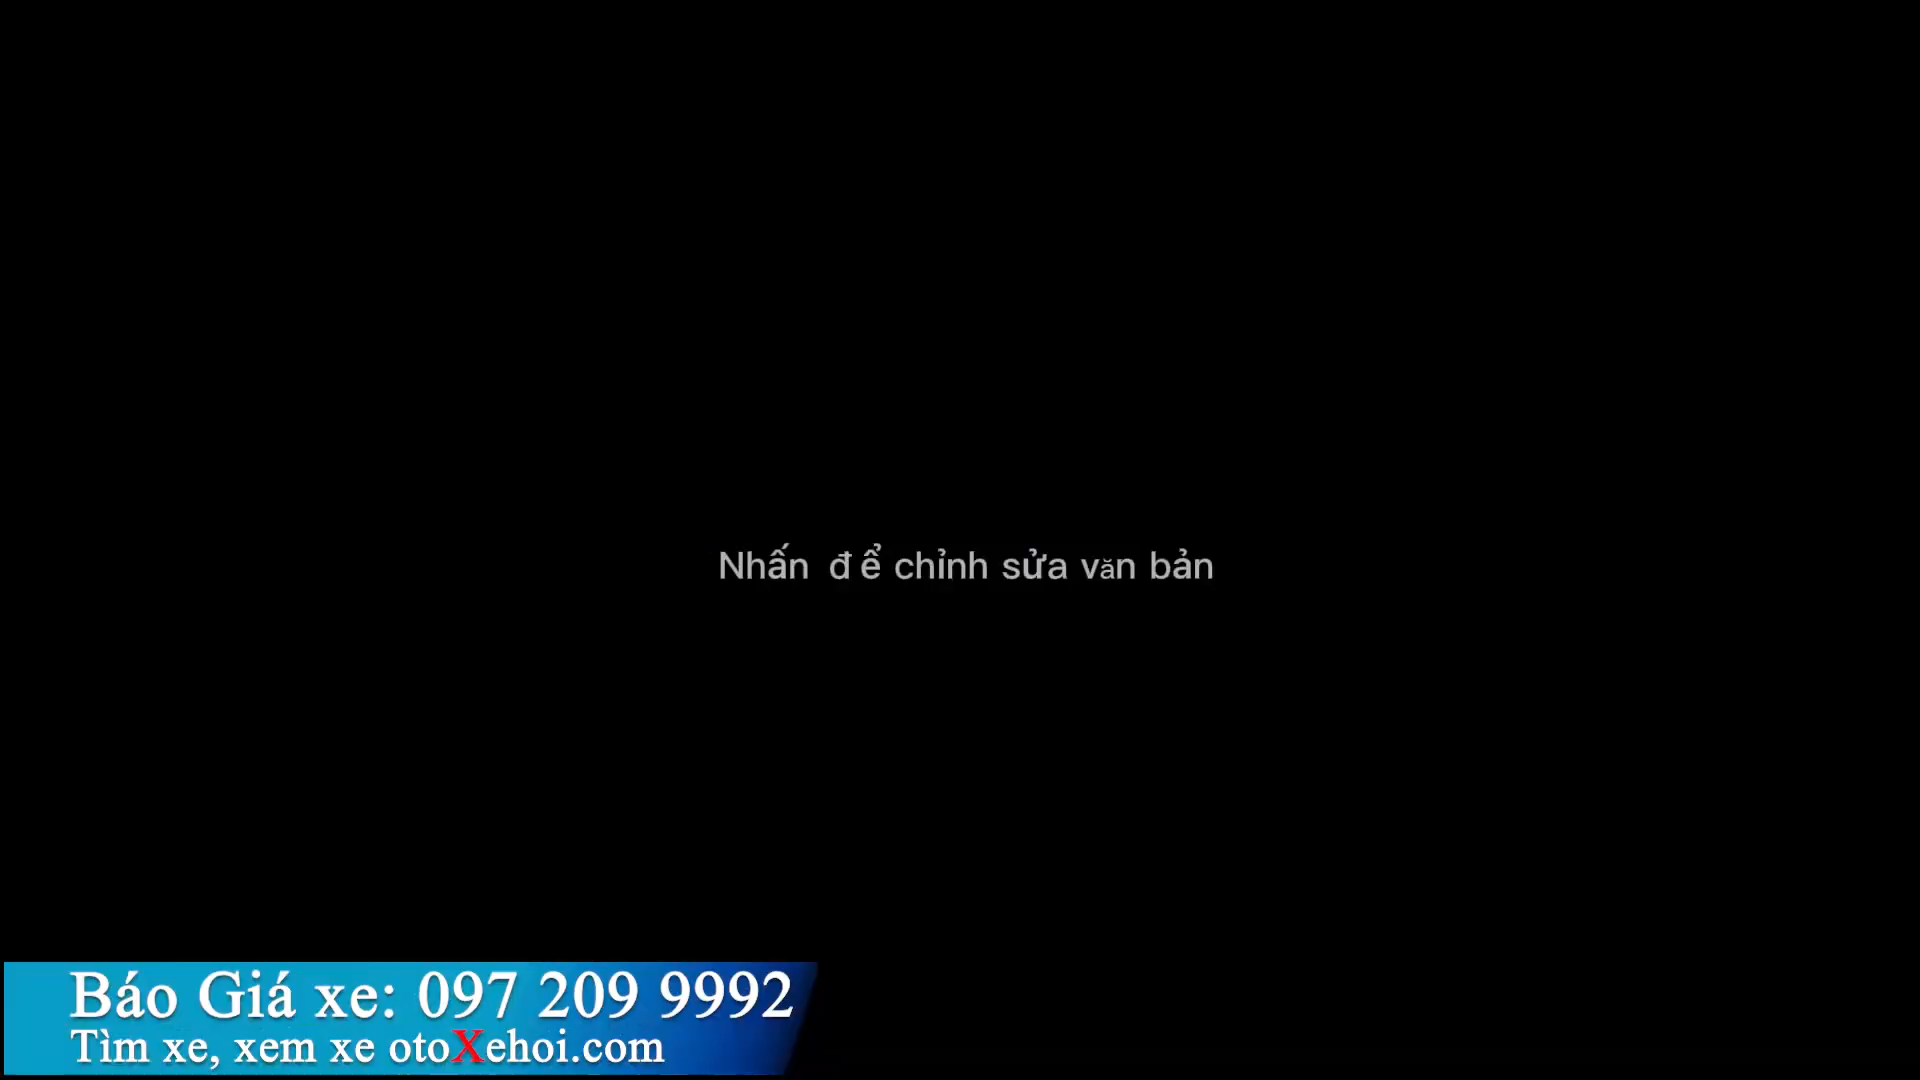 Nhấn để chỉnh sửa văn bản
Báo Giá xe: 097 209 9992
Tìm xe, xem xe otoXehoi.com